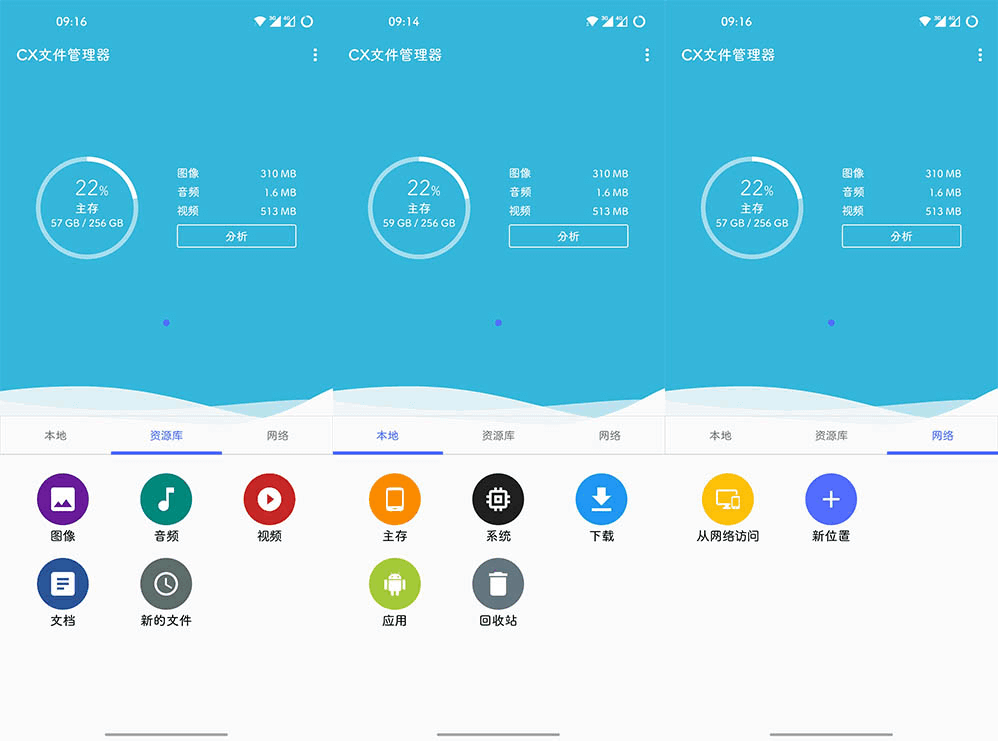 09:16
CX文件管理器
22%
主存
57 GB / 256 GB
图像 310 MB
音频 1.6 MB
视频 513 MB
分析
本地 资源库 网络
图像 音频 视频
文档 新的文件
09:14
3G 4G
CX文件管理器
22%
主存
59 GB / 256 GB
图像 310 MB
音频 1.6 MB
视频 513 MB
分析
本地 资源库 网络
主存 系统 下载
应用 回收站
09:16
CX文件管理器
22%
主存
57 GB / 256 GB
图像 310 MB
音频 1.6 MB
视频 513 MB
分析
本地 资源库 网络
从网络访问 新位置